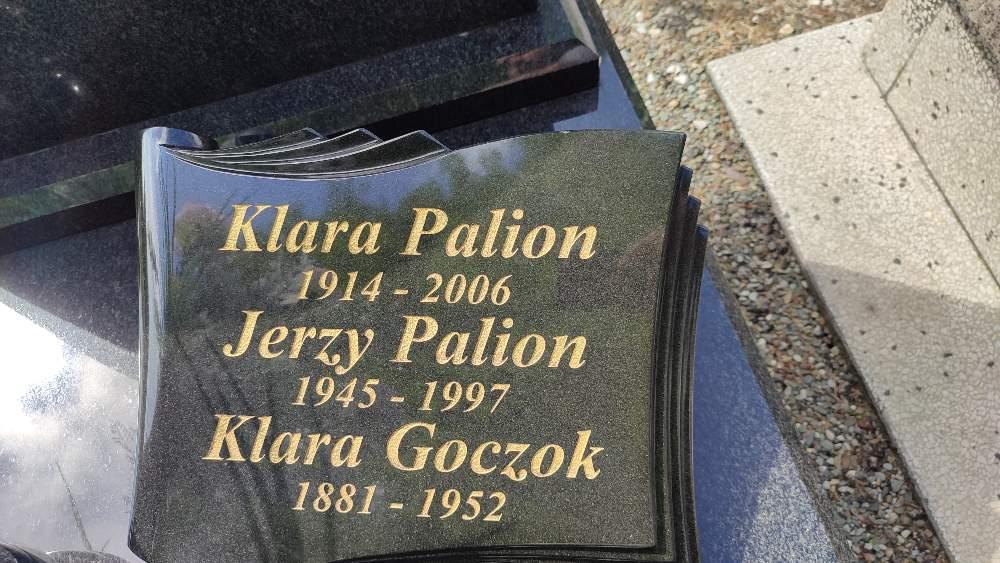 Klara Palion
1914 - 2006
Jerzy Palion
1945 - 1997
Klara Goczok
1881 - 1952